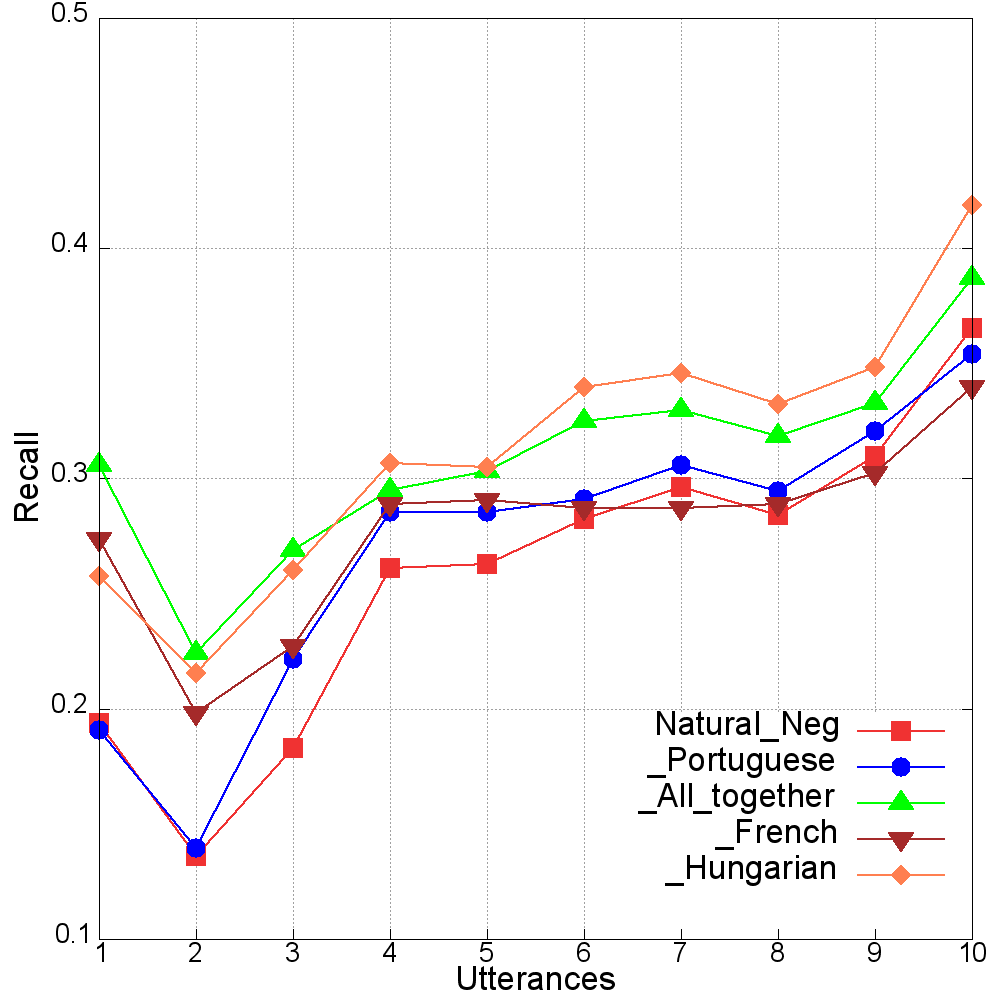 0.5
0.4
0.3
0.2
0.1
Recall
1 2 3 4 5 6 7 8 9 10
Utterances
Natural_Neg
_Portuguese
_All_together
_French
_Hungarian